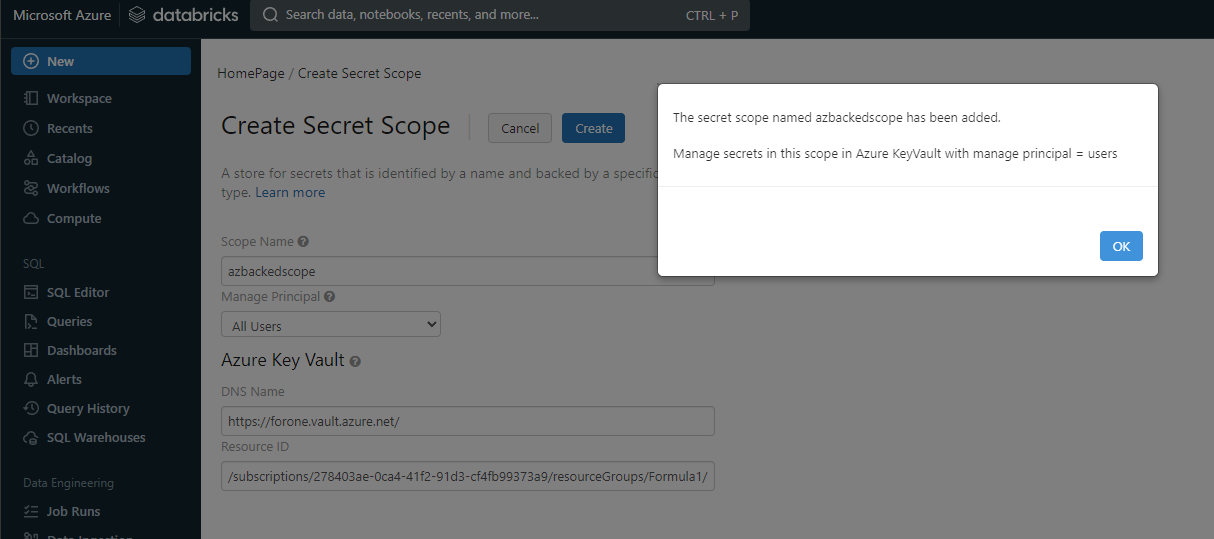 Microsoft Azure
databricks
Search data, notebooks, recents, and more...
CTRL + P
New
Workspace
Recents
Catalog
Workflows
Compute
SQL
SQL Editor
Queries
Dashboards
Alerts
Query History
SQL Warehouses
Data Engineering
Job Runs
Data Ingestion
HomePage / Create Secret Scope
Create Secret Scope
Cancel
Create
A store for secrets that is identified by a name and backed by a specific
type. Learn more
Scope Name
azbackedscope
Manage Principal
All Users
Azure Key Vault
DNS Name
https://forone.vault.azure.net/
Resource ID
/subscriptions/278403ae-0ca4-41f2-91d3-cf4fb99373a9/resourceGroups/Formula1/
The secret scope named azbackedscope has been added.
Manage secrets in this scope in Azure KeyVault with manage principal = users
OK